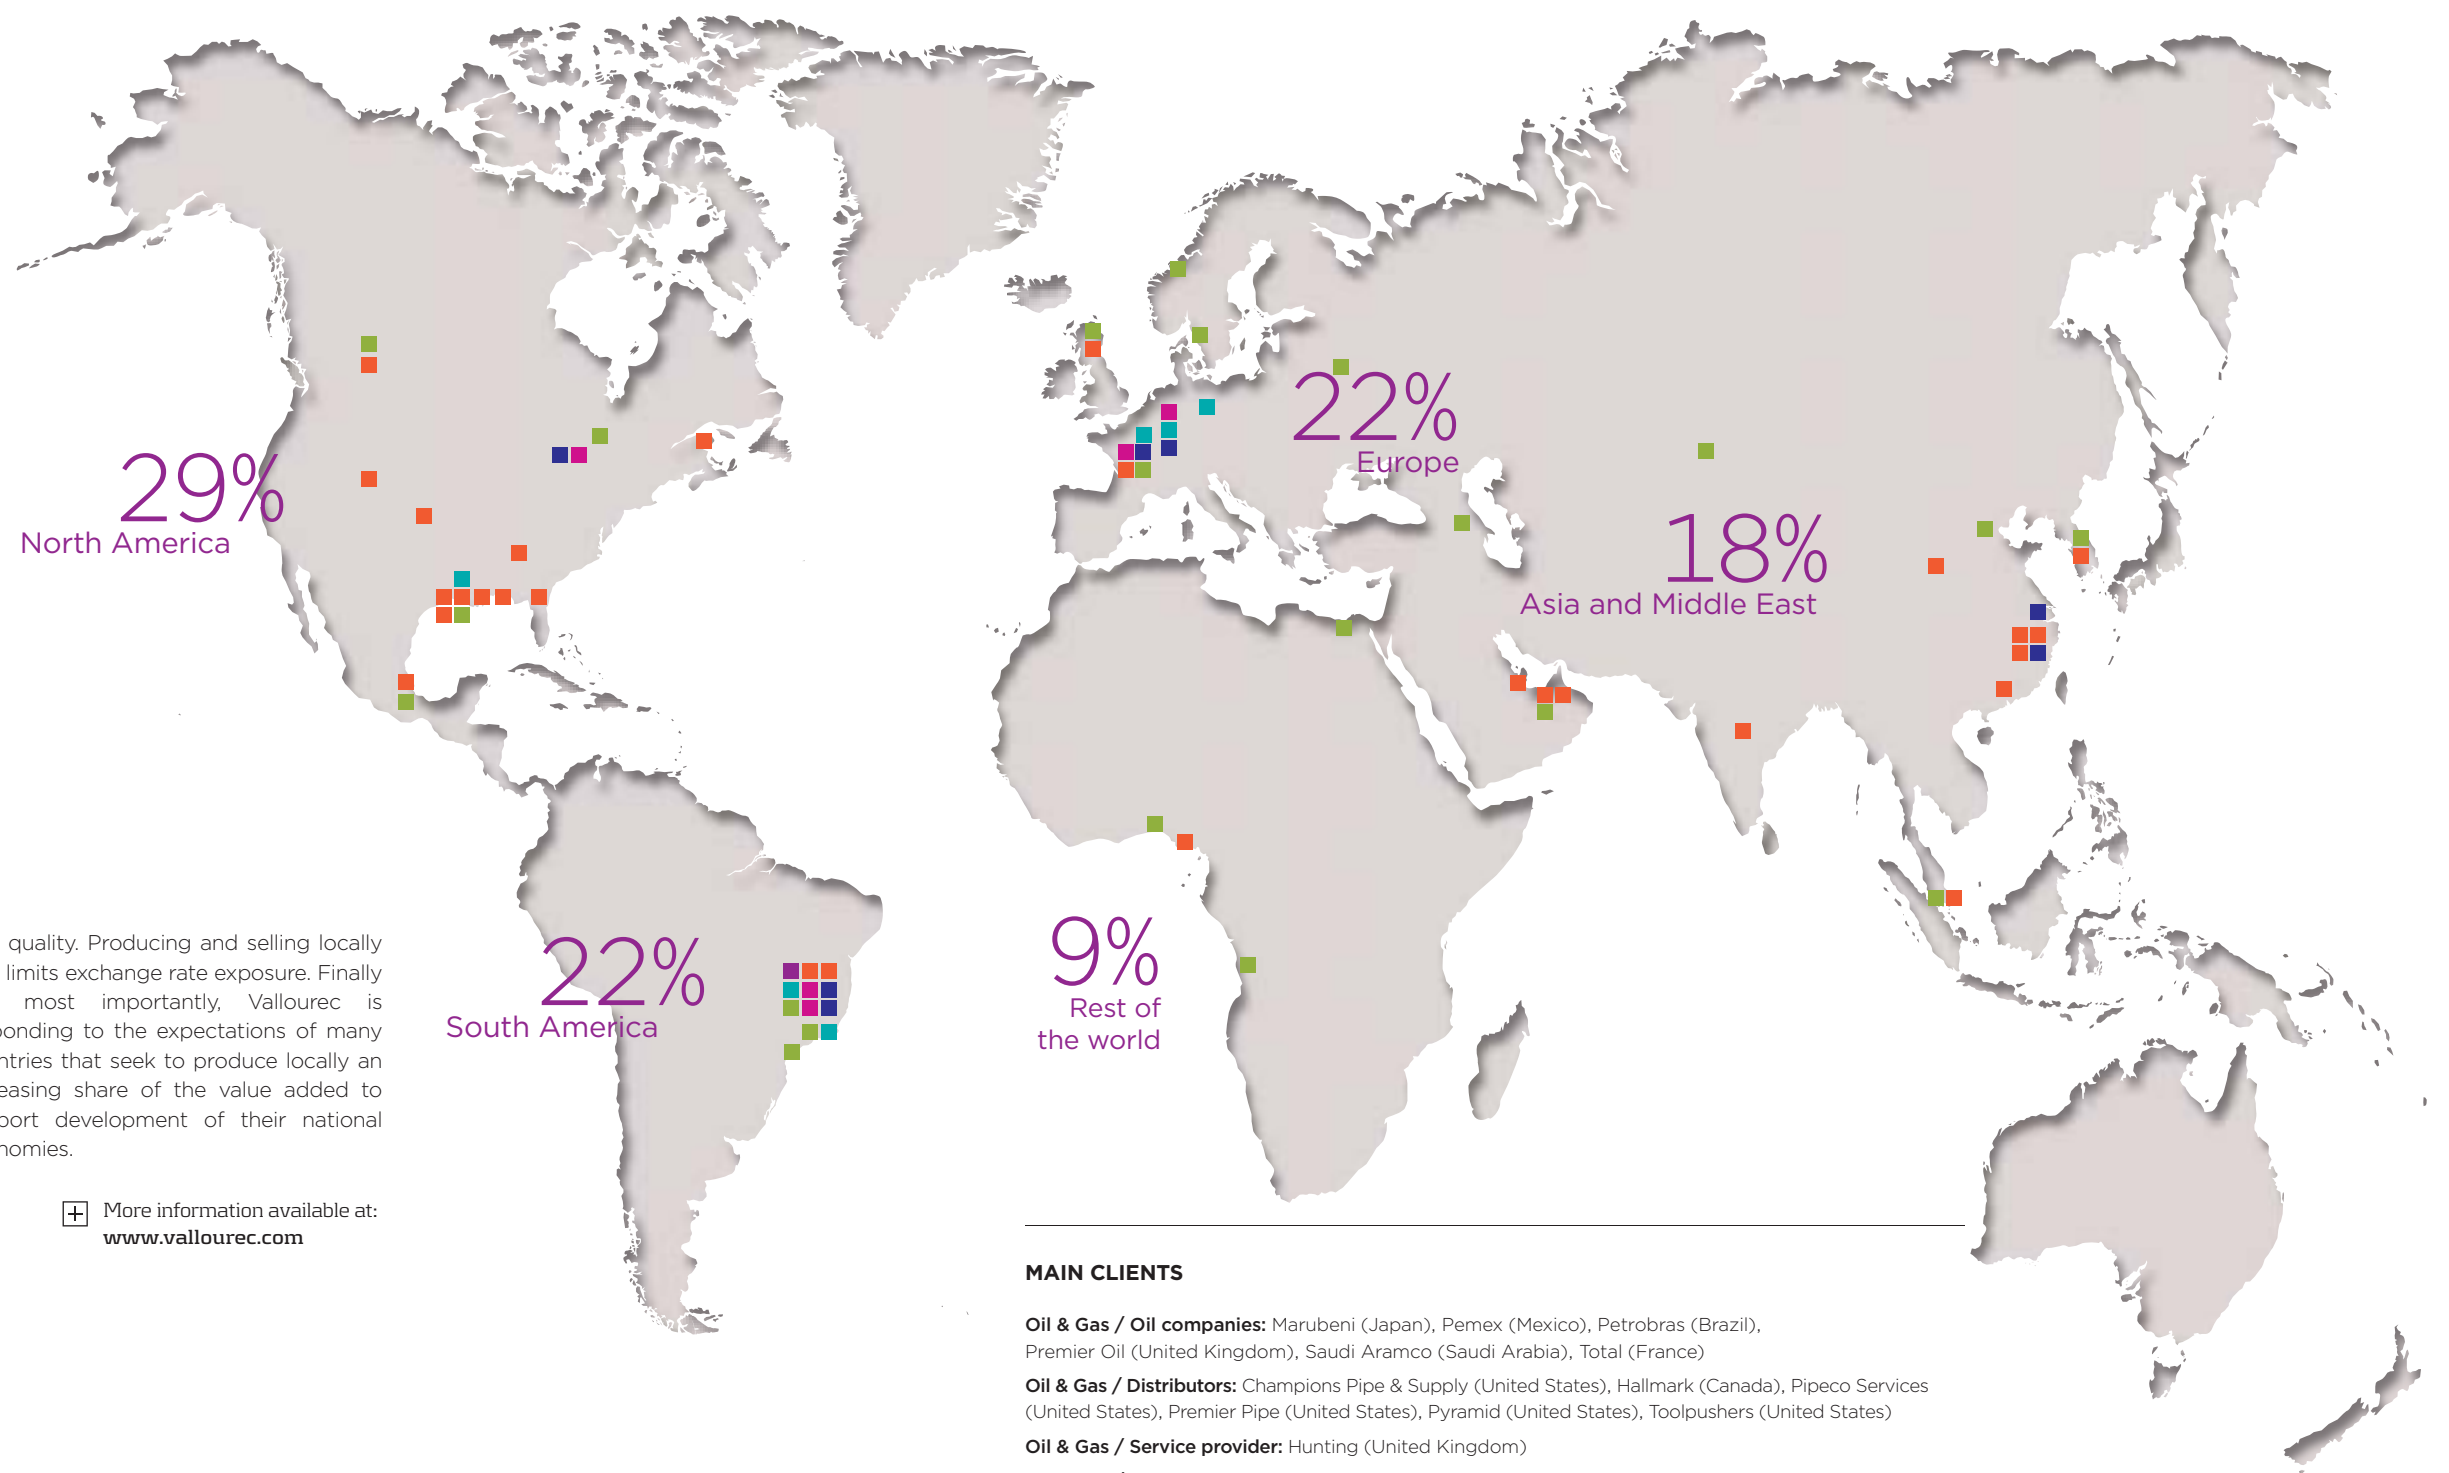 29%
North America
22%
Europe
18%
Asia and Middle East
22%
South America
9%
Rest of
the world
quality. Producing and selling locally
limits exchange rate exposure. Finally
most importantly, Vallourec is
to the expectations of many
that seek to produce locally an
share of the value added to
development of their national
More information available at:
www.vallourec.com
MAIN CLIENTS
Oil & Gas / Oil companies: Marubeni (Japan), Pemex (Mexico), Petrobras (Brazil),
Premier Oil (United Kingdom), Saudi Aramco (Saudi Arabia), Total (France)
Oil & Gas / Distributors: Champions Pipe & Supply (United States), Hallmark (Canada), Pipeco Services
(United States), Premier Pipe (United States), Pyramid (United States), Toolpushers (United States)
Oil & Gas / Service provider: Hunting (United Kingdom)